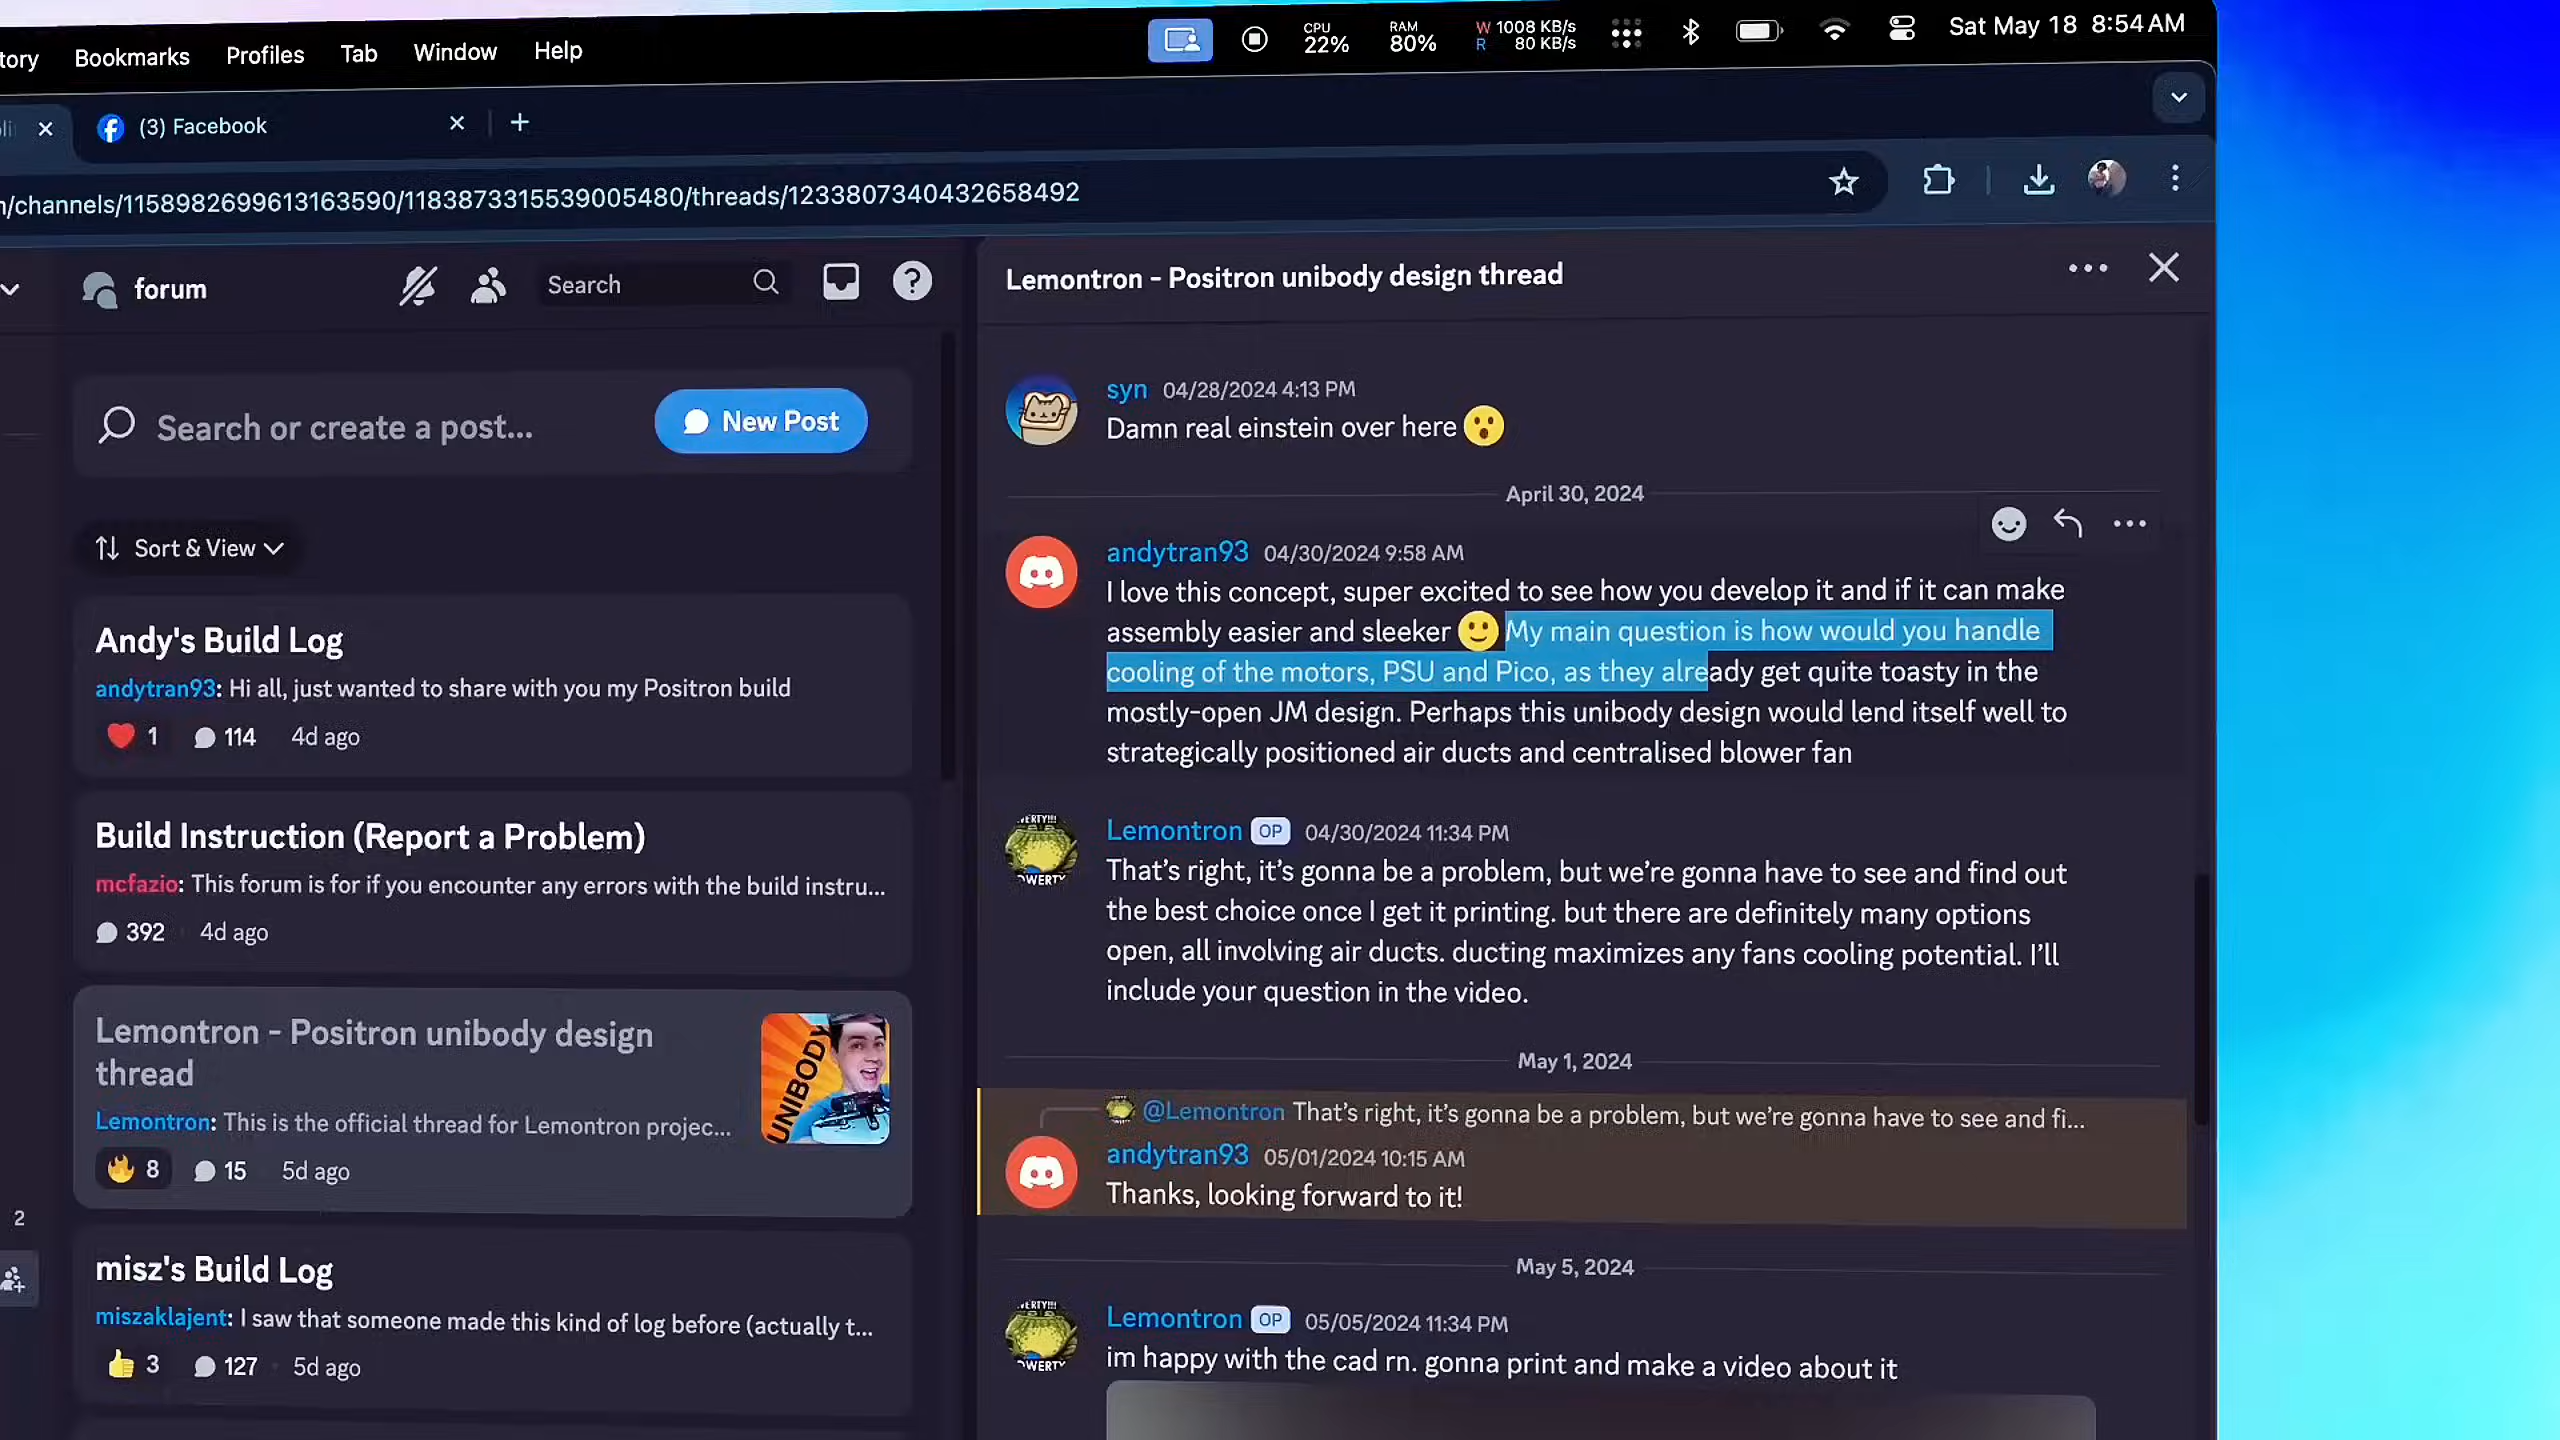 tory Bookmarks Profiles Tab Window Help
CPU 22% RAM 80% W 1008 KB/s R 80 KB/s Sat May 18 8:54 AM
(3) Facebook
/channels/1158982699613163590/1183873315539005480/threads/1233807340432658492
forum
Search
Search or create a post...
New Post
Sort & View
Andy's Build Log
andytran93: Hi all, just wanted to share with you my Positron build
1 114 4d ago
Build Instruction (Report a Problem)
mcfazio: This forum is for if you encounter any errors with the build instru...
392 4d ago
Lemontron - Positron unibody design
thread
Lemontron: This is the official thread for Lemontron projec...
UNIBODY
8 15 5d ago
2
misz's Build Log
miszaklajent: I saw that someone made this kind of log before (actually t...
3 127 5d ago
Lemontron - Positron unibody design thread
syn 04/28/2024 4:13 PM
Damn real einstein over here
April 30, 2024
andytran93 04/30/2024 9:58 AM
I love this concept, super excited to see how you develop it and if it can make
assembly easier and sleeker My main question is how would you handle
cooling of the motors, PSU and Pico, as they already get quite toasty in the
mostly-open JM design. Perhaps this unibody design would lend itself well to
strategically positioned air ducts and centralised blower fan
Lemontron OP 04/30/2024 11:34 PM
That's right, it's gonna be a problem, but we're gonna have to see and find out
the best choice once I get it printing. but there are definitely many options
open, all involving air ducts. ducting maximizes any fans cooling potential. I'll
include your question in the video.
May 1, 2024
@Lemontron That's right, it's gonna be a problem, but we're gonna have to see and fi...
andytran93 05/01/2024 10:15 AM
Thanks, looking forward to it!
May 5, 2024
Lemontron OP 05/05/2024 11:34 PM
im happy with the cad rn. gonna print and make a video about it